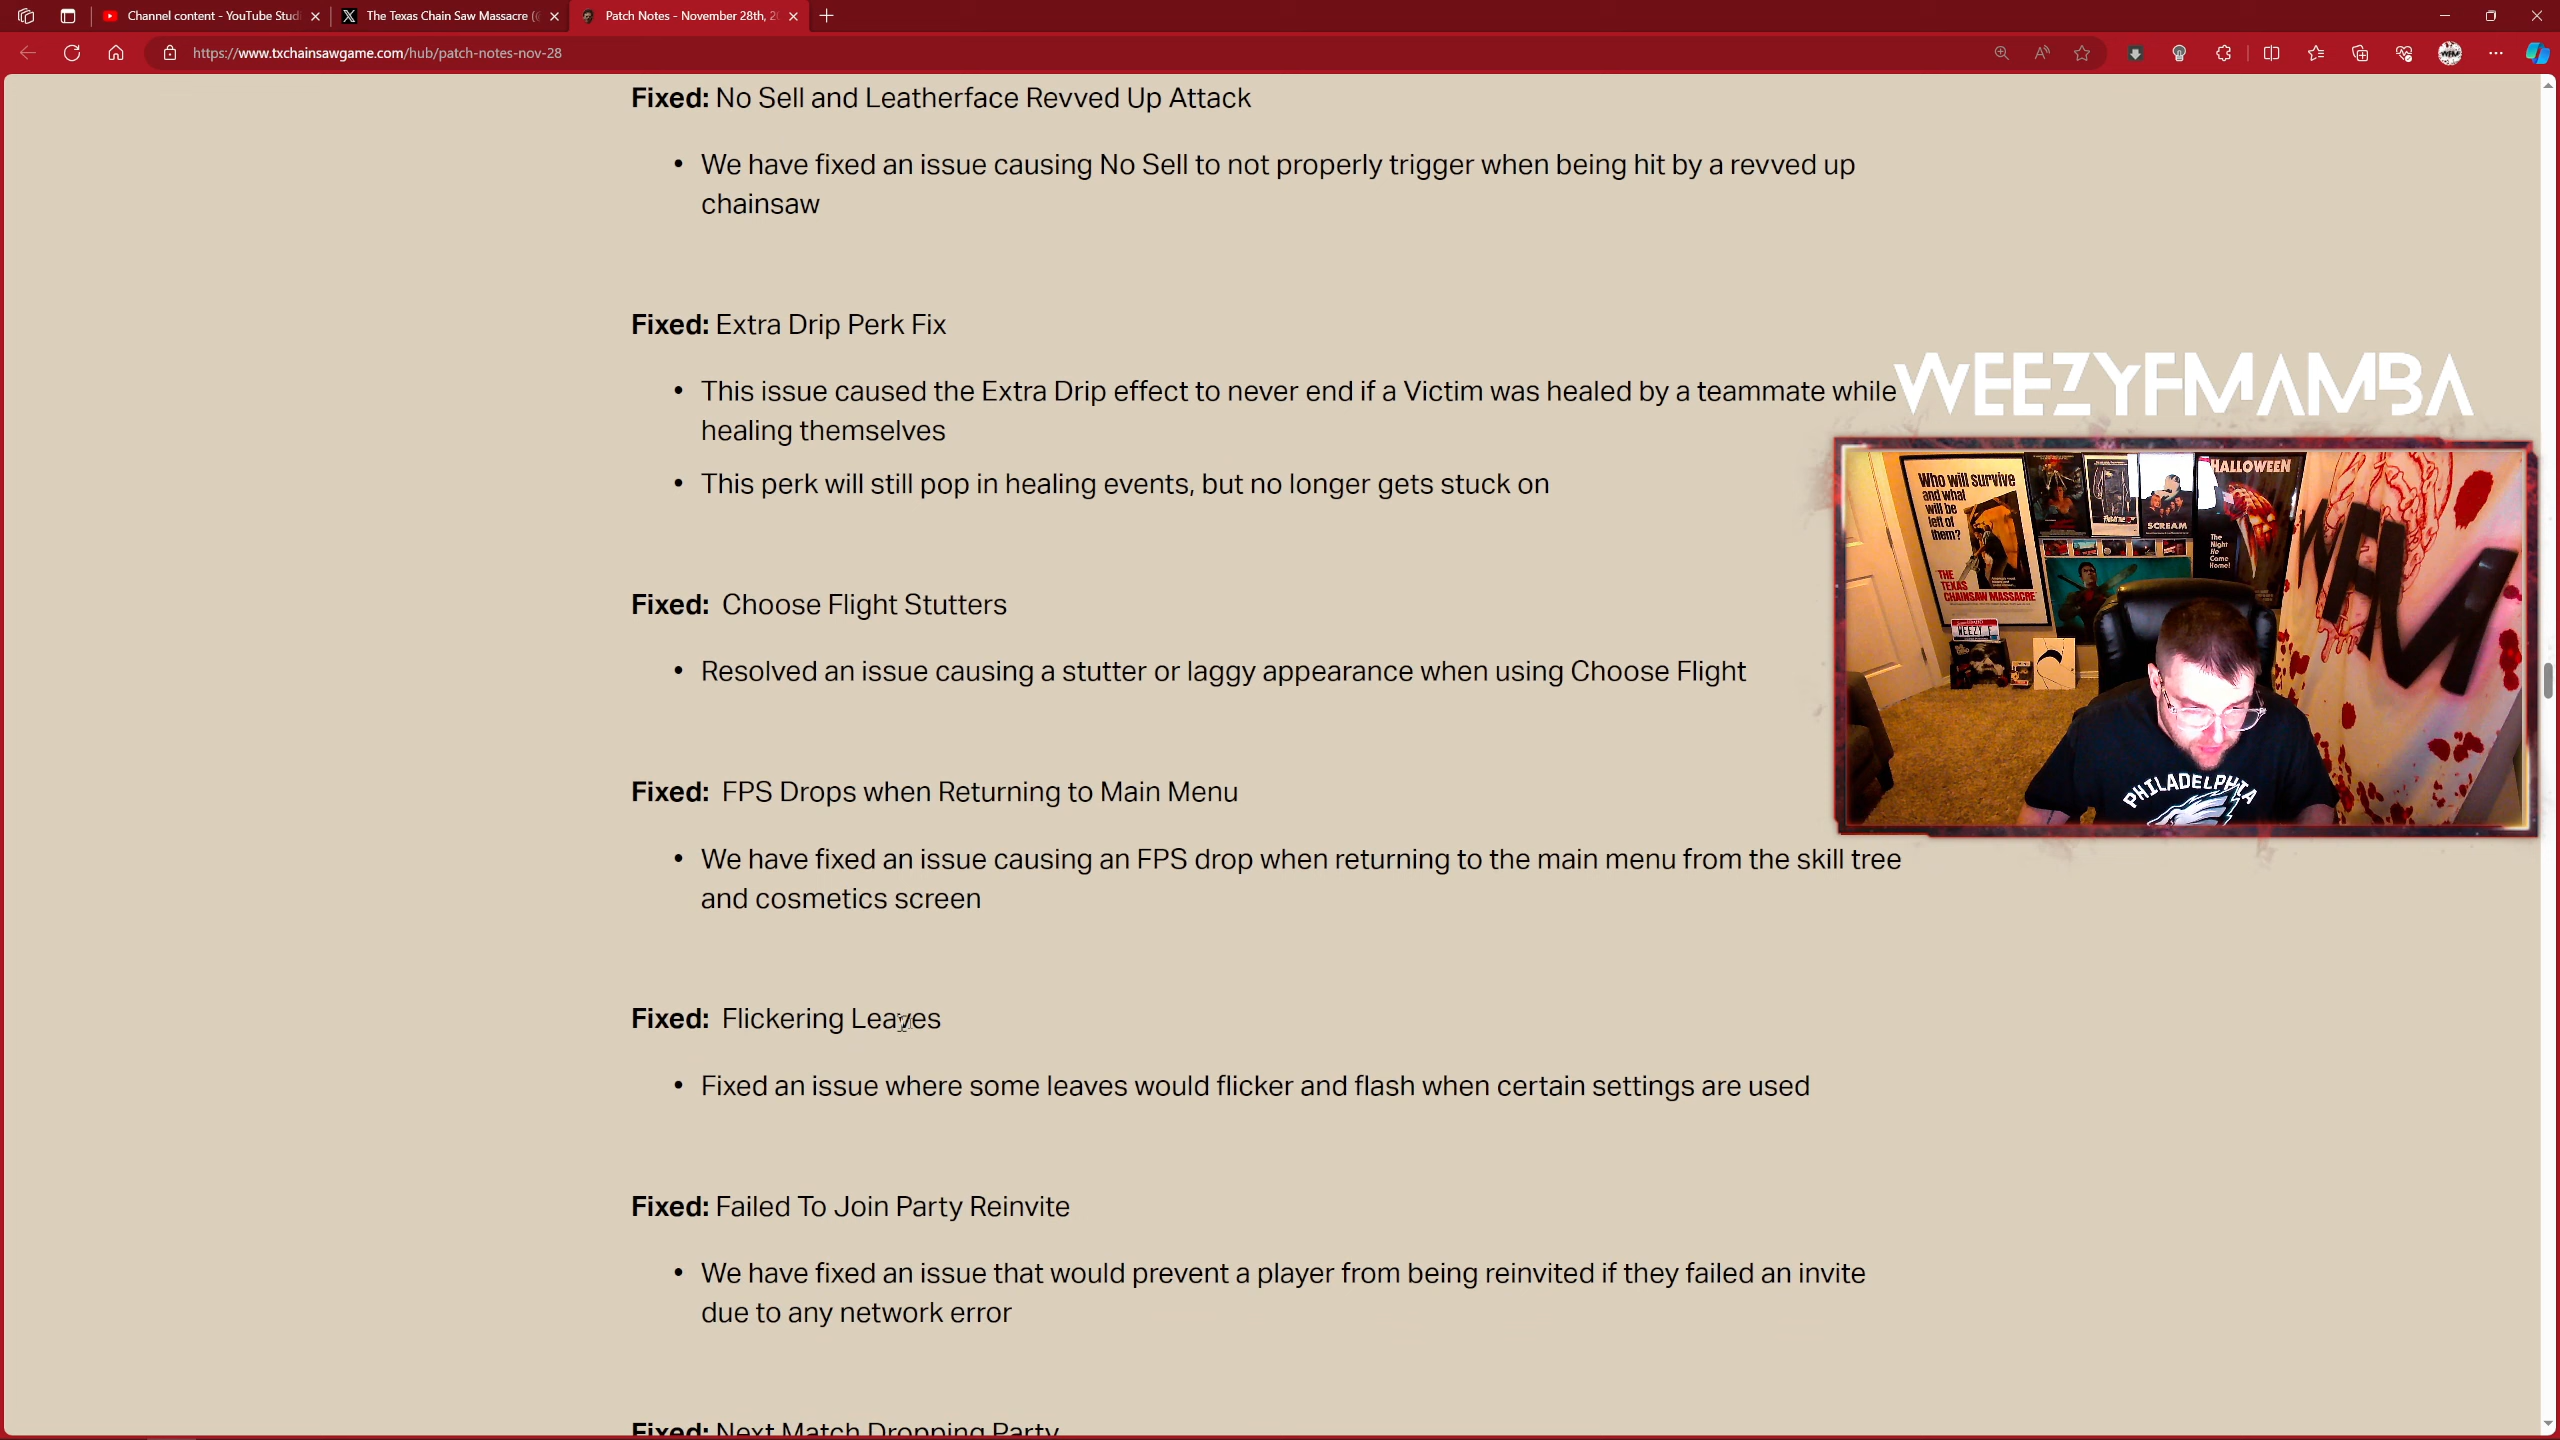 Channel content - YouTube Studi
The Texas Chain Saw Massacre (@
Patch Notes - November 28th, 20
https://www.txchainsawgame.com/hub/patch-notes-nov-28
Fixed: No Sell and Leatherface Revved Up Attack
• We have fixed an issue causing No Sell to not properly trigger when being hit by a revved up
chainsaw
Fixed: Extra Drip Perk Fix
• This issue caused the Extra Drip effect to never end if a Victim was healed by a teammate while
healing themselves
• This perk will still pop in healing events, but no longer gets stuck on
Fixed: Choose Flight Stutters
• Resolved an issue causing a stutter or laggy appearance when using Choose Flight
Fixed: FPS Drops when Returning to Main Menu
• We have fixed an issue causing an FPS drop when returning to the main menu from the skill tree
and cosmetics screen
Fixed: Flickering Leaves
• Fixed an issue where some leaves would flicker and flash when certain settings are used
Fixed: Failed To Join Party Reinvite
• We have fixed an issue that would prevent a player from being reinvited if they failed an invite
due to any network error
Fixed: Next Match Dropping Party
WEEZYFMAMBA
Who will survive
and what
will be
left of
them?
THE
TEXAS
CHAINSAW MASSACRE
SCREAM
HALLOWEEN
The
Night
He
Came
Home!
WEEZY F
WFM
PHILADELPHIA